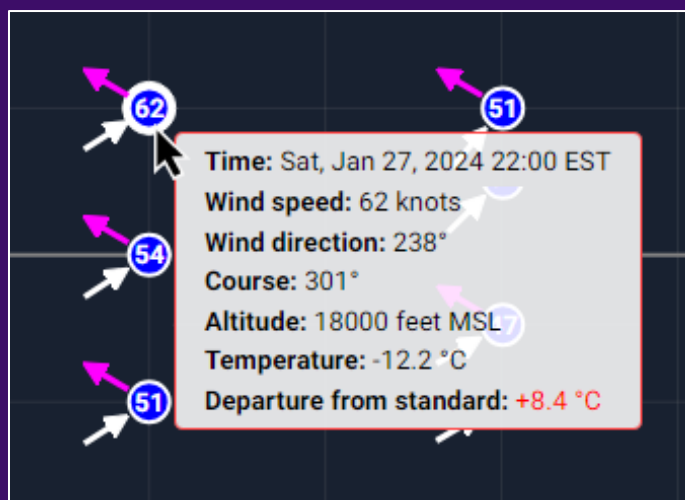 62
51
Time: Sat, Jan 27, 2024 22:00 EST
Wind speed: 62 knots
Wind direction: 238°
54
Course: 301°
Altitude: 18000 feet MSL
Temperature: -12.2 °C
51
Departure from standard: +8.4 °C